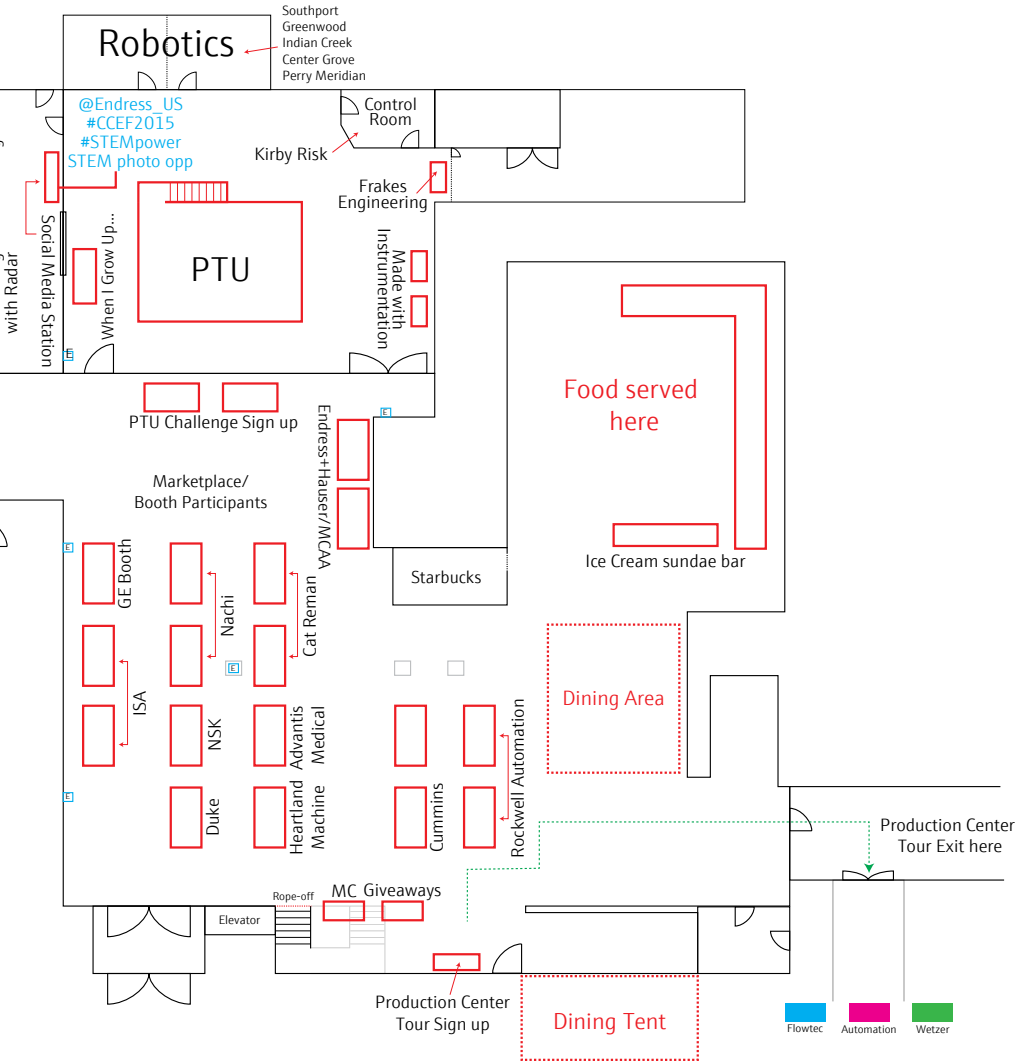 Southport
Greenwood
Indian Creek
Center Grove
Perry Meridian
Robotics
@Endress_US
#CCEF2015
#STEMpower
STEM photo opp
Control
Room
Kirby Risk
Frakes
Engineering
with Radar
Social Media Station
When I Grow Up...
PTU
Made with
Instrumentation
E
Food served
here
PTU Challenge Sign up
E
Endress+Hauser/MCAA
Marketplace/
Booth Participants
Ice Cream sundae bar
Starbucks
E
GE Booth
Nachi
Cat Reman
E
ISA
NSK
Advantis
Medical
Dining Area
Rockwell Automation
E
Duke
Heartland
Machine
Cummins
Production Center
Tour Exit here
Rope-off
MC Giveaways
Elevator
Production Center
Tour Sign up
Dining Tent
Flowtec
Automation
Wetzer